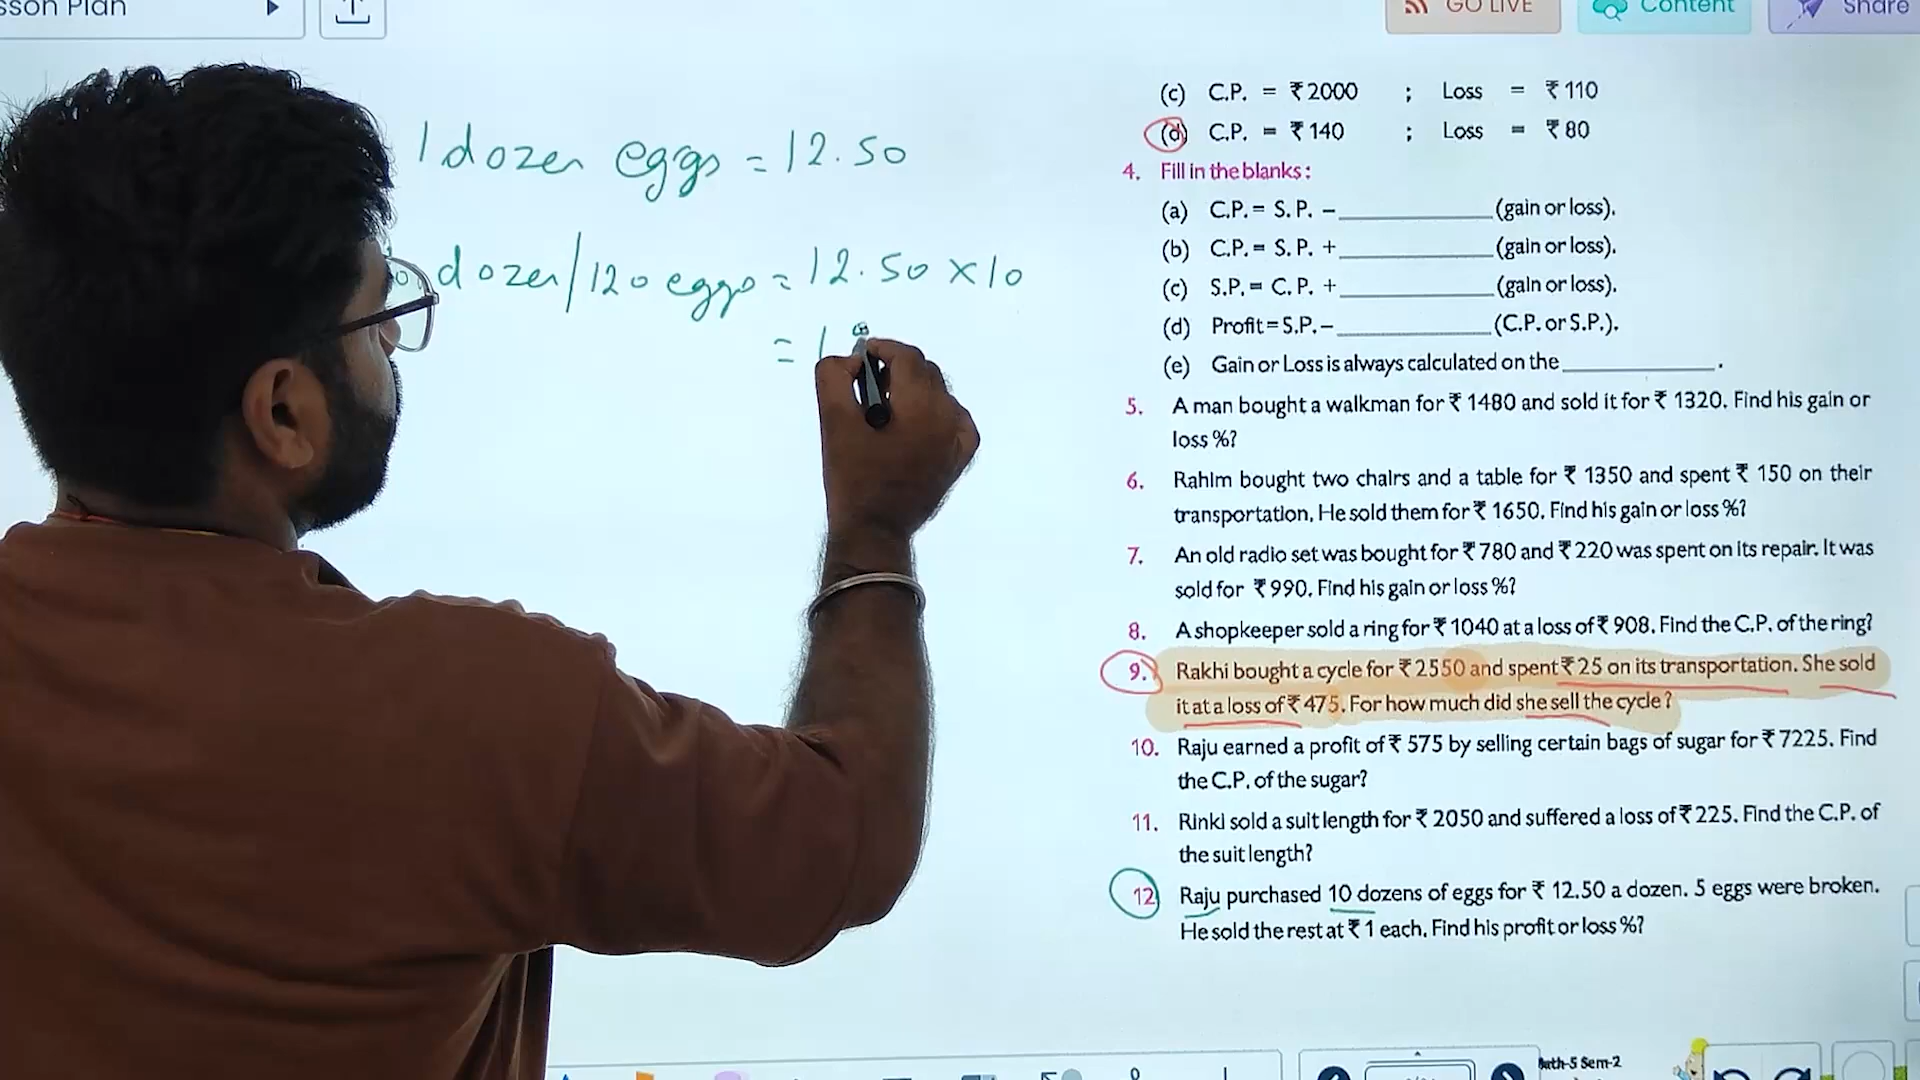 sson Plan
GO LIVE
Content
Share
1 dozen eggs = 12.50
dozen/120 eggs = 12.50 × 10
= 1
(c) C.P. = ₹ 2000 ; Loss = ₹ 110
(d) C.P. = ₹ 140 ; Loss = ₹ 80
4. Fill in the blanks :
(a) C.P. = S.P. – ____________ (gain or loss).
(b) C.P. = S.P. + ____________ (gain or loss).
(c) S.P. = C.P. + ____________ (gain or loss).
(d) Profit = S.P. – ____________ (C.P. or S.P.).
(e) Gain or Loss is always calculated on the ____________ .
5. A man bought a walkman for ₹ 1480 and sold it for ₹ 1320. Find his gain or
loss %?
6. Rahim bought two chairs and a table for ₹ 1350 and spent ₹ 150 on their
transportation. He sold them for ₹ 1650. Find his gain or loss %?
7. An old radio set was bought for ₹ 780 and ₹ 220 was spent on its repair. It was
sold for ₹ 990. Find his gain or loss %?
8. A shopkeeper sold a ring for ₹ 1040 at a loss of ₹ 908. Find the C.P. of the ring?
9. Rakhi bought a cycle for ₹ 2550 and spent ₹ 25 on its transportation. She sold
it at a loss of ₹ 475. For how much did she sell the cycle?
10. Raju earned a profit of ₹ 575 by selling certain bags of sugar for ₹ 7225. Find
the C.P. of the sugar?
11. Rinki sold a suit length for ₹ 2050 and suffered a loss of ₹ 225. Find the C.P. of
the suit length?
12 Raju purchased 10 dozens of eggs for ₹ 12.50 a dozen. 5 eggs were broken.
He sold the rest at ₹ 1 each. Find his profit or loss %?
ath-5 Sem-2